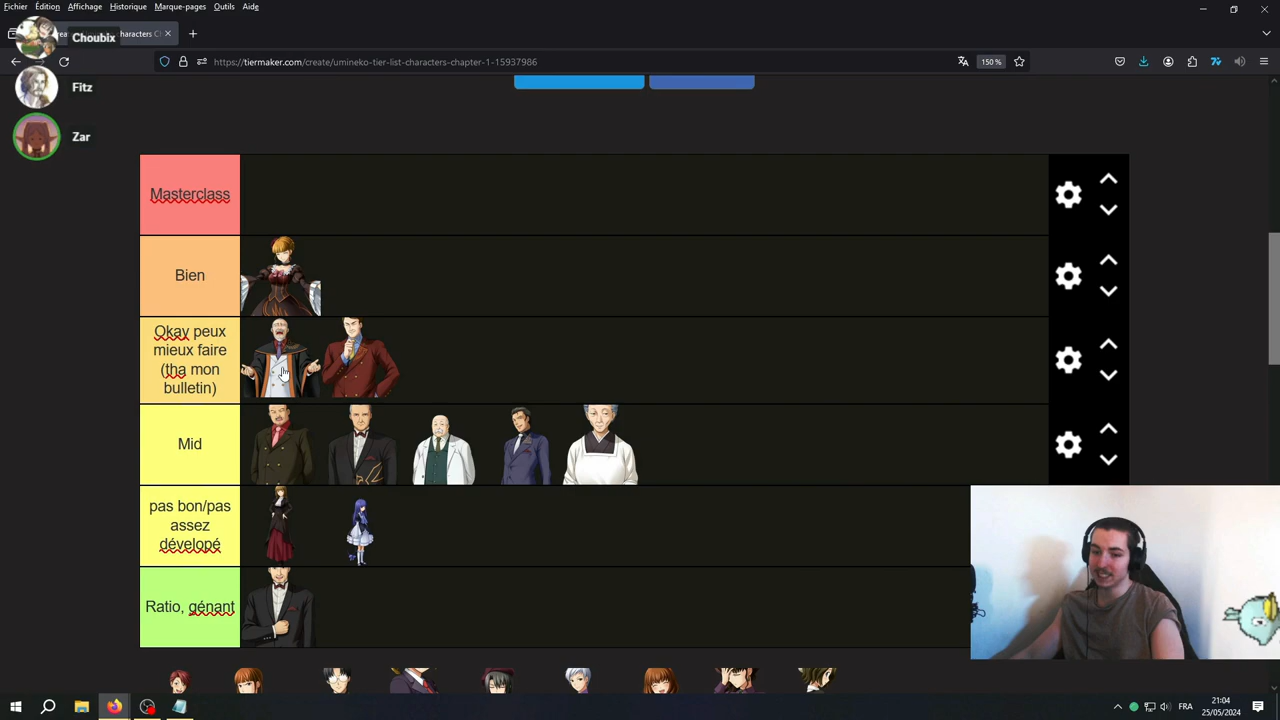 Fichier Édition Affichage Historique Marque-pages Outils Aide
Choubix
https://tiermaker.com/create/umineko-tier-list-characters-chapter-1-15937986
150 %
Fitz
Zar
Masterclass
Bien
Okay peux
mieux faire
(tha mon
bulletin)
Mid
pas bon/pas
assez
dévelopé
Ratio, gênant
FR
21:04
25/05/2024